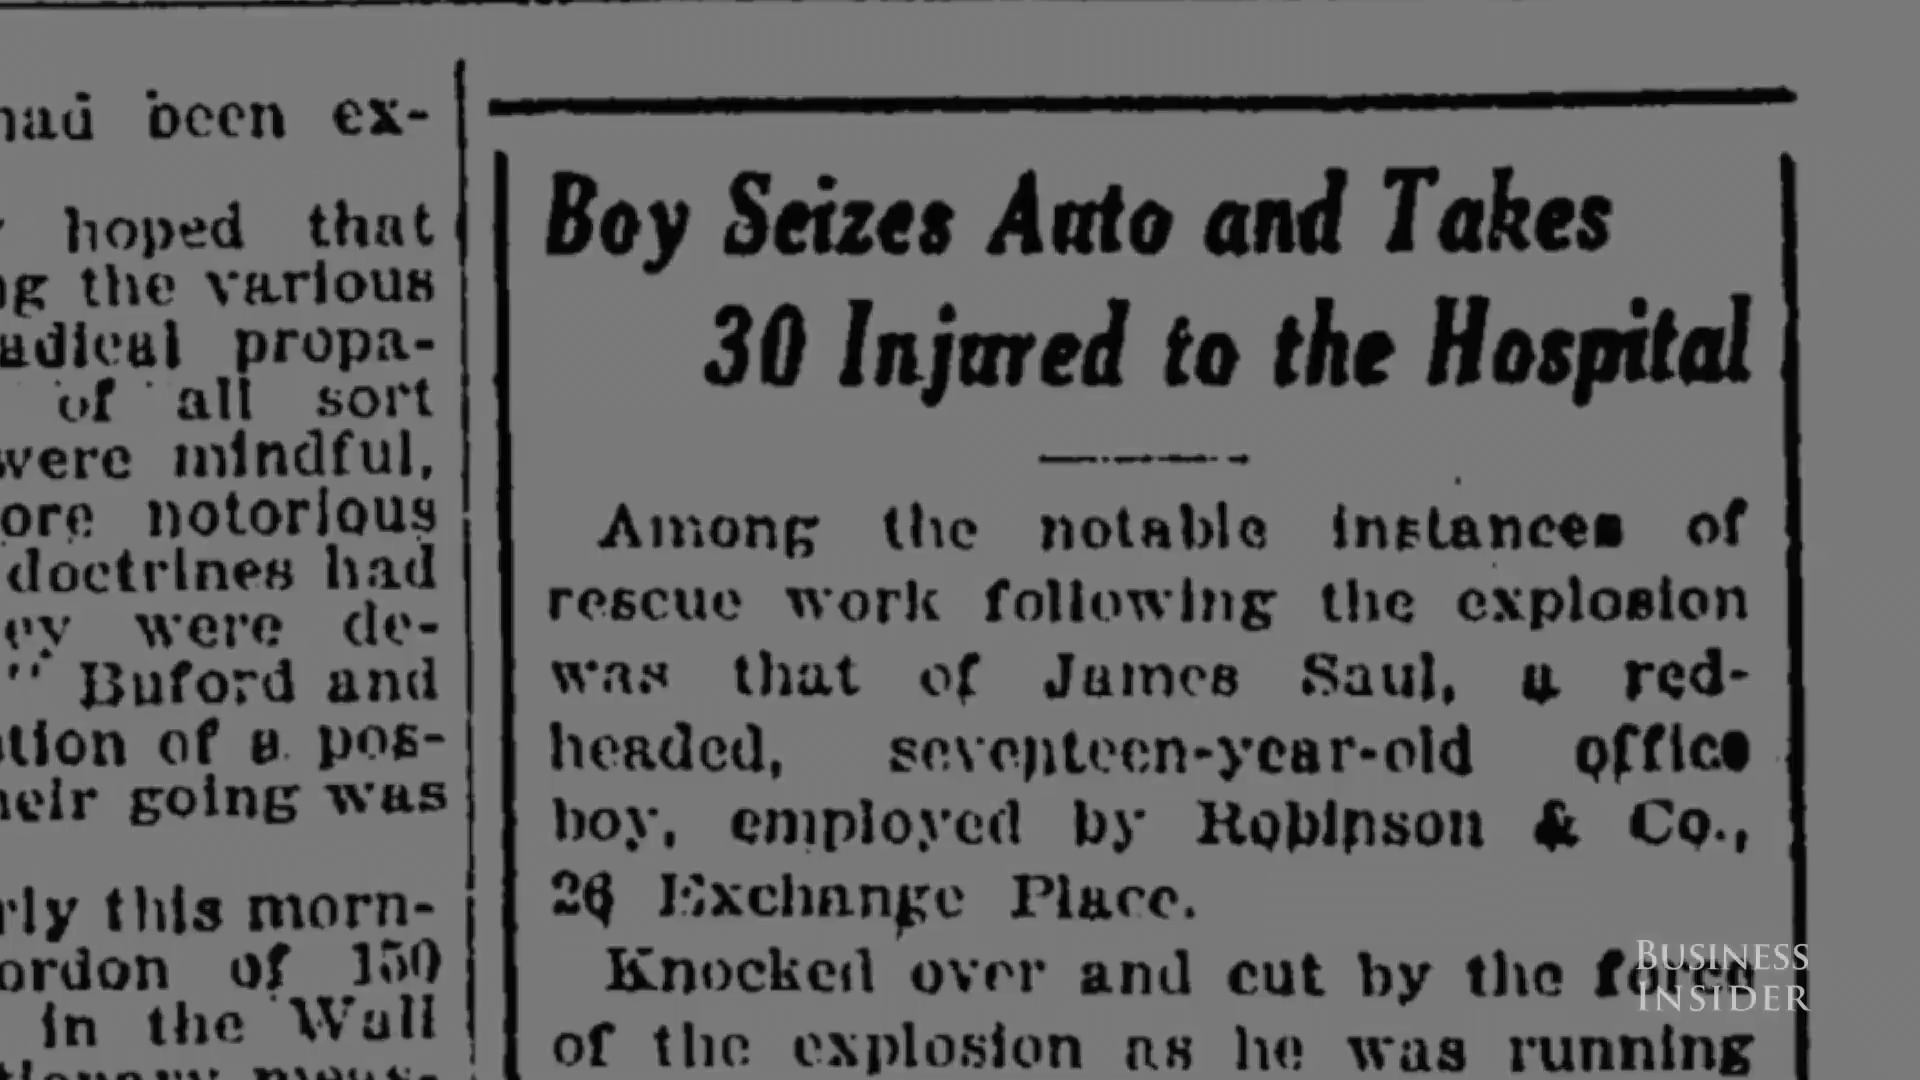 had been ex-
hoped that
the various
propa-
of all sort
were mindful,
notorious
doctrines had
were de-
" Buford and
of a pos-
going was
this morn-
of 150
in the Wall
Boy Seizes Auto and Takes
30 Injured to the Hospital
Among the notable instances of
rescue work following the explosion
was that of James Saul, a red-
headed, seventeen-year-old office
boy, employed by Robinson & Co.,
26 Exchange Place.
Knocked over and cut by the force
of the explosion as he was running
BUSINESS
INSIDER